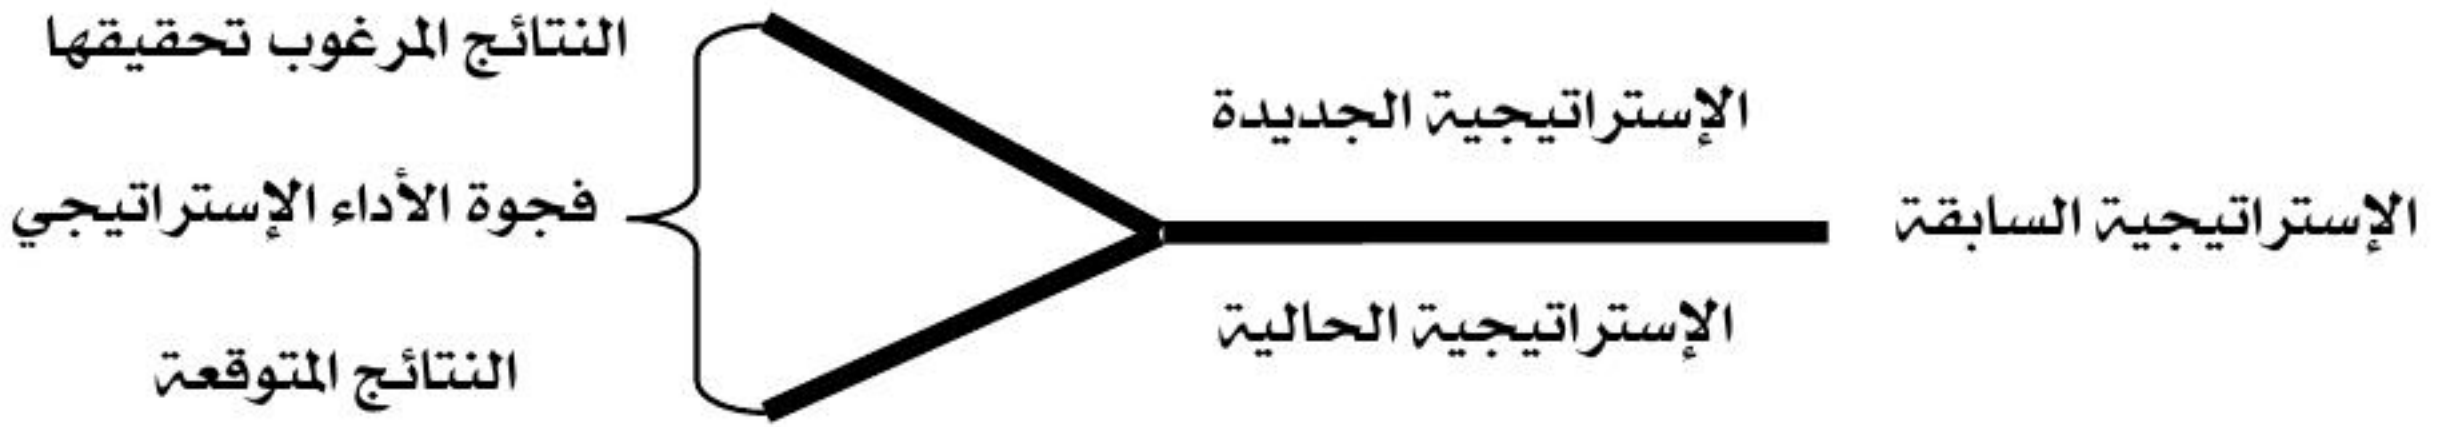 النتائج المرغوب تحقيقها
الإستراتيجية الجديدة
الإستراتيجية السابقة
فجوة الأداء الإستراتيجي
الإستراتيجية الحالية
النتائج المتوقعة